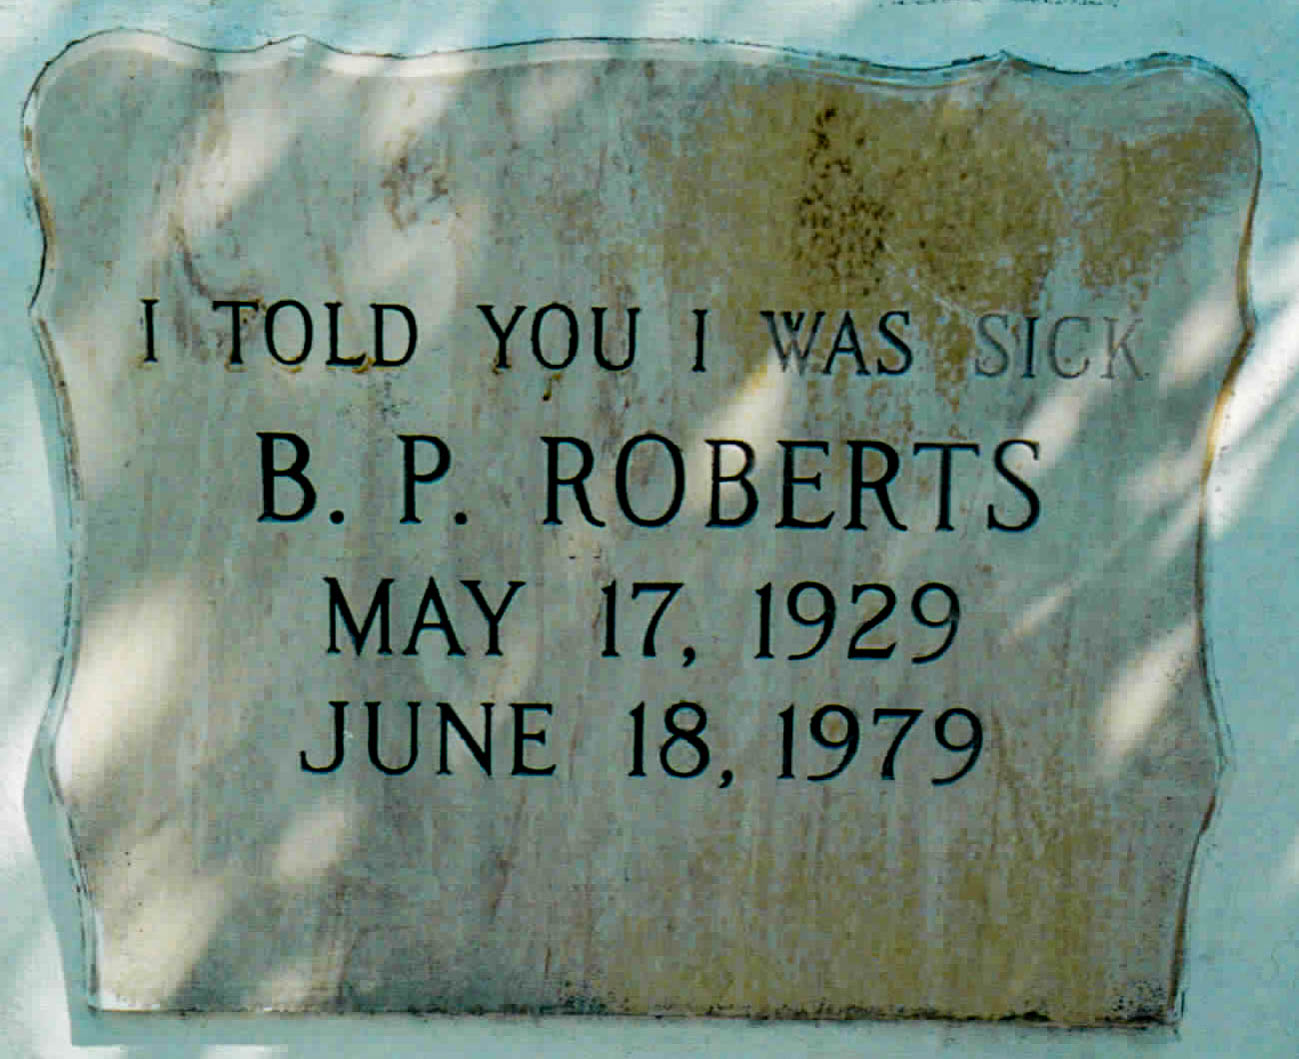 I TOLD YOU I WAS SICK
B. P. ROBERTS
MAY 17, 1929
JUNE 18, 1979